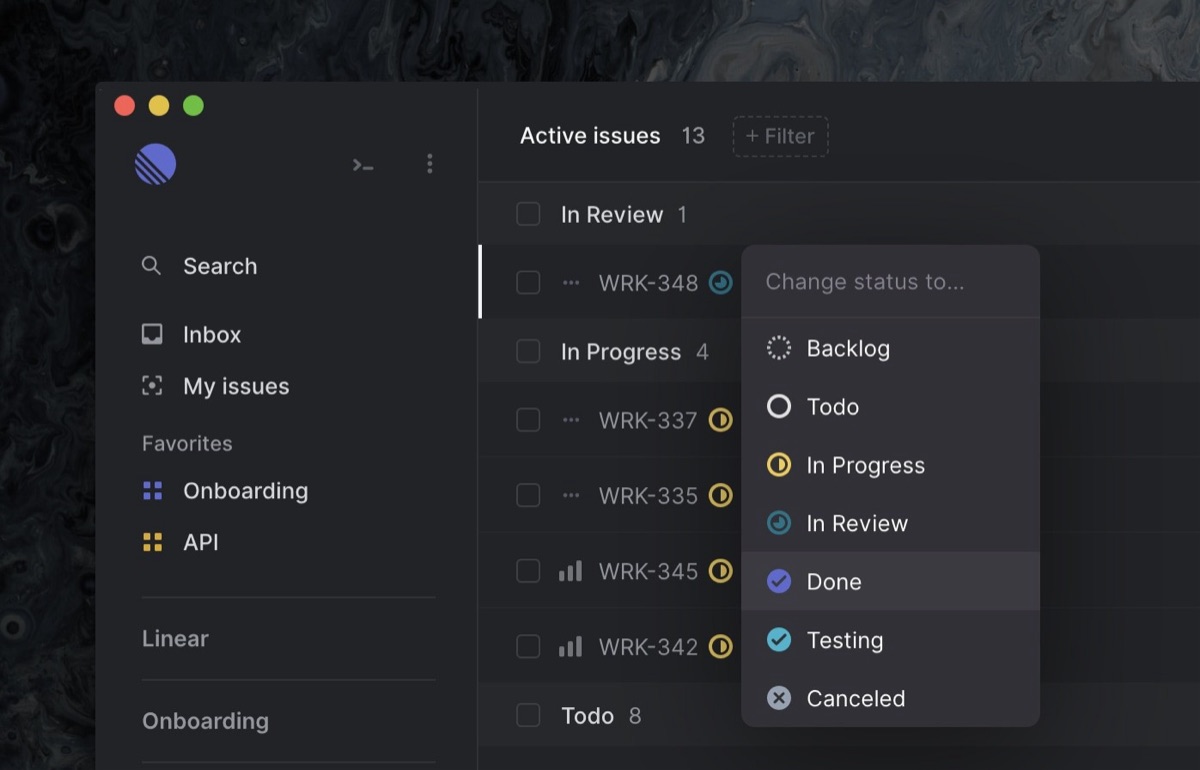 Search
Inbox
My issues
Favorites
Onboarding
API
Linear
Onboarding
Active issues 13 + Filter
In Review 1
WRK-348
In Progress 4
WRK-337
WRK-335
WRK-345
WRK-342
Todo 8
Change status to...
Backlog
Todo
In Progress
In Review
Done
Testing
Canceled